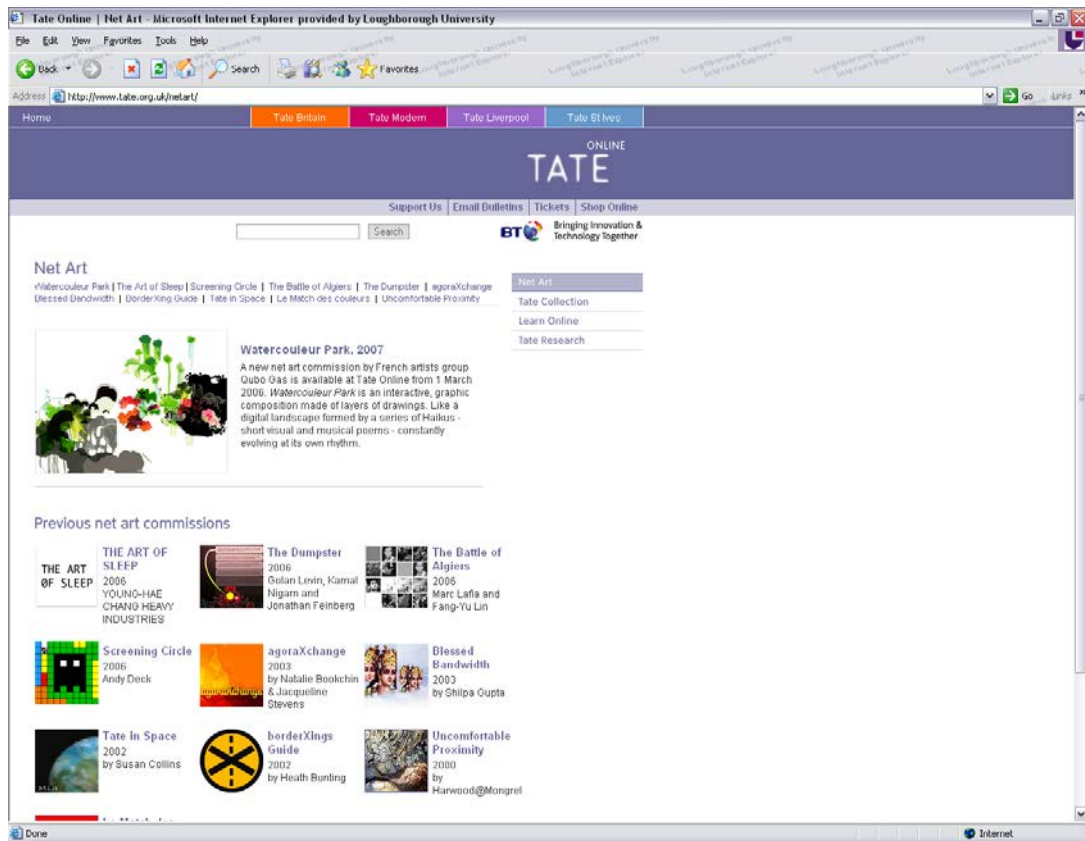 Tate Online | Net Art - Microsoft Internet Explorer provided by Loughborough University
File Edit View Favorites Tools Help
Back Search Favorites
Address http://www.tate.org.uk/netart/ Go Links »
Home Tate Britain Tate Modern Tate Liverpool Tate St Ives
ONLINE
TATE
Support Us | Email Bulletins | Tickets | Shop Online
Search
BT Bringing Innovation &
Technology Together
Net Art
Watercouleur Park | The Art of Sleep | Screening Circle | The Battle of Algiers | The Dumpster | agoraXchange
Blessed Bandwidth | BorderXing Guide | Tate in Space | Le Match des couleurs | Uncomfortable Proximity
Net Art
Tate Collection
Learn Online
Tate Research
Watercouleur Park, 2007
A new net art commission by French artists group
Qubo Gas is available at Tate Online from 1 March
2006. Watercouleur Park is an interactive, graphic
composition made of layers of drawings. Like a
digital landscape formed by a series of Haikus -
short visual and musical poems - constantly
evolving at its own rhythm.
Previous net art commissions
THE ART
ØF SLEEP
THE ART OF
SLEEP
2006
YOUNG-HAE
CHANG HEAVY
INDUSTRIES
The Dumpster
2006
Golan Levin, Kamal
Nigam and
Jonathan Feinberg
The Battle of
Algiers
2006
Marc Lafia and
Fang-Yu Lin
Screening Circle
2006
Andy Deck
agoraXchange
agoraXchange
2003
by Natalie Bookchin
& Jacqueline
Stevens
Blessed
Bandwidth
2003
by Shilpa Gupta
Tate in Space
2002
by Susan Collins
borderXings
Guide
2002
by Heath Bunting
Uncomfortable
Proximity
2000
by
Harwood@Mongrel
Done Internet